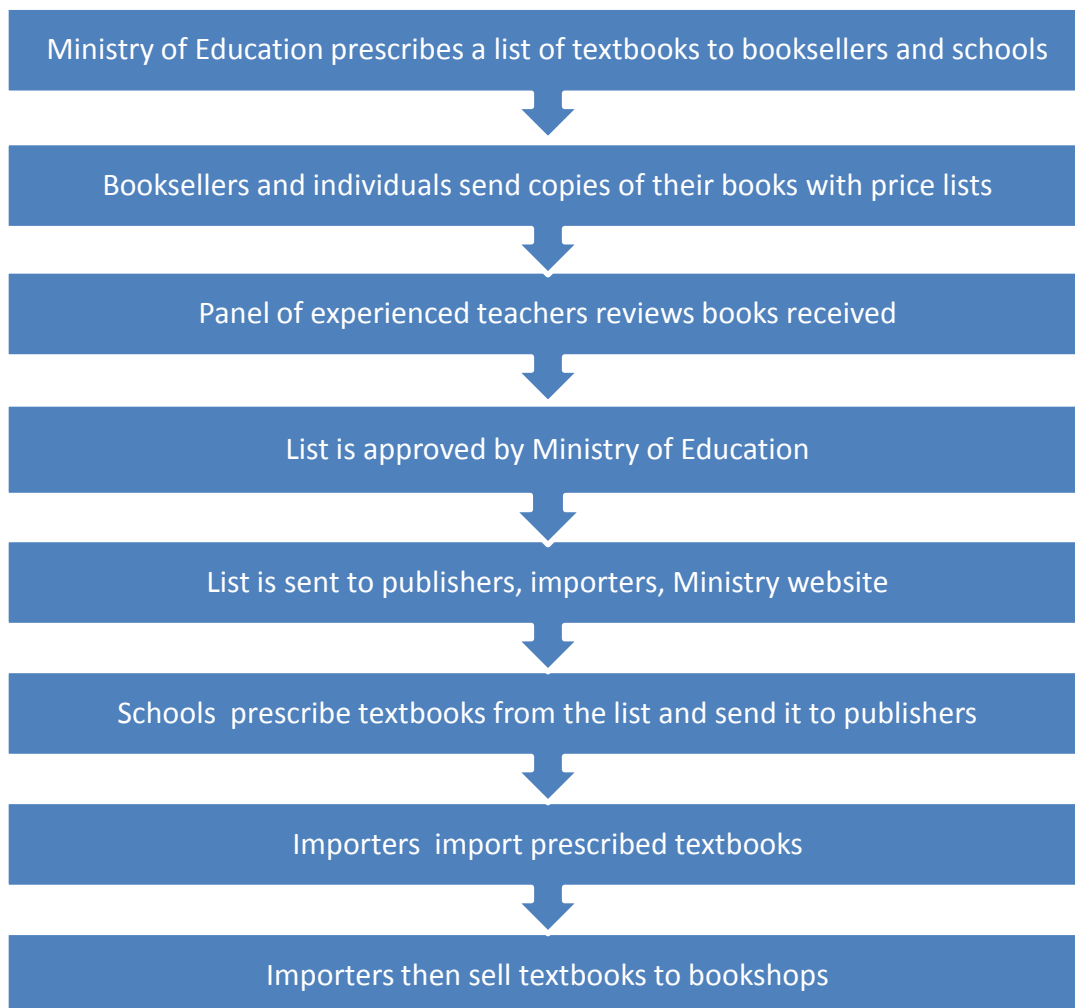 Ministry of Education prescribes a list of textbooks to booksellers and schools
Booksellers and individuals send copies of their books with price lists
Panel of experienced teachers reviews books received
List is approved by Ministry of Education
List is sent to publishers, importers, Ministry website
Schools  prescribe textbooks from the list and send it to publishers
Importers  import prescribed textbooks
Importers then sell textbooks to bookshops